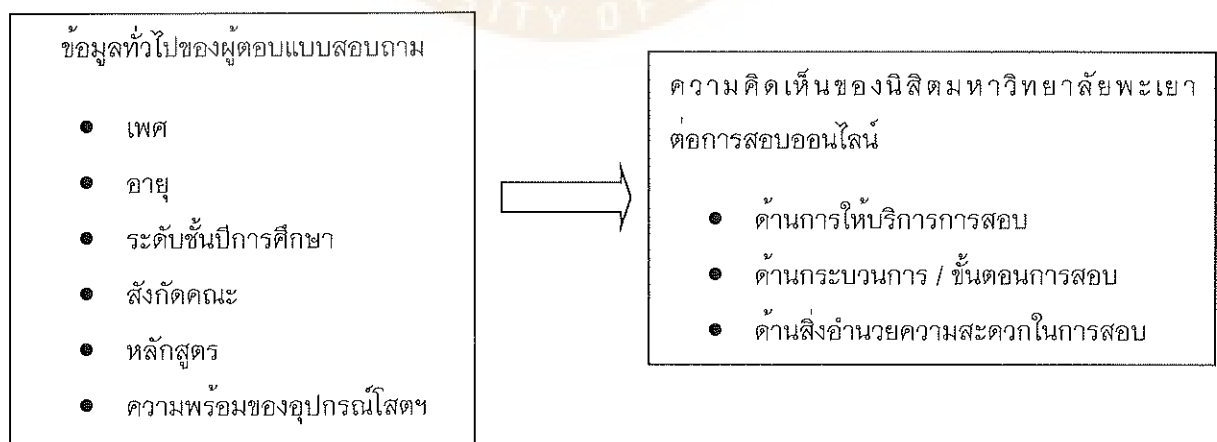 ITY OF
ข้อมูลทั่วไปของผู้ตอบแบบสอบถาม
● เพศ
● อายุ
● ระดับชั้นปีการศึกษา
● สังกัดคณะ
● หลักสูตร
● ความพร้อมของอุปกรณ์โสตฯ
ความคิดเห็นของนิสิตมหาวิทยาลัยพะเยา
ต่อการสอบออนไลน์
● ด้านการให้บริการการสอบ
● ด้านกระบวนการ / ขั้นตอนการสอบ
● ด้านสิ่งอำนวยความสะดวกในการสอบ